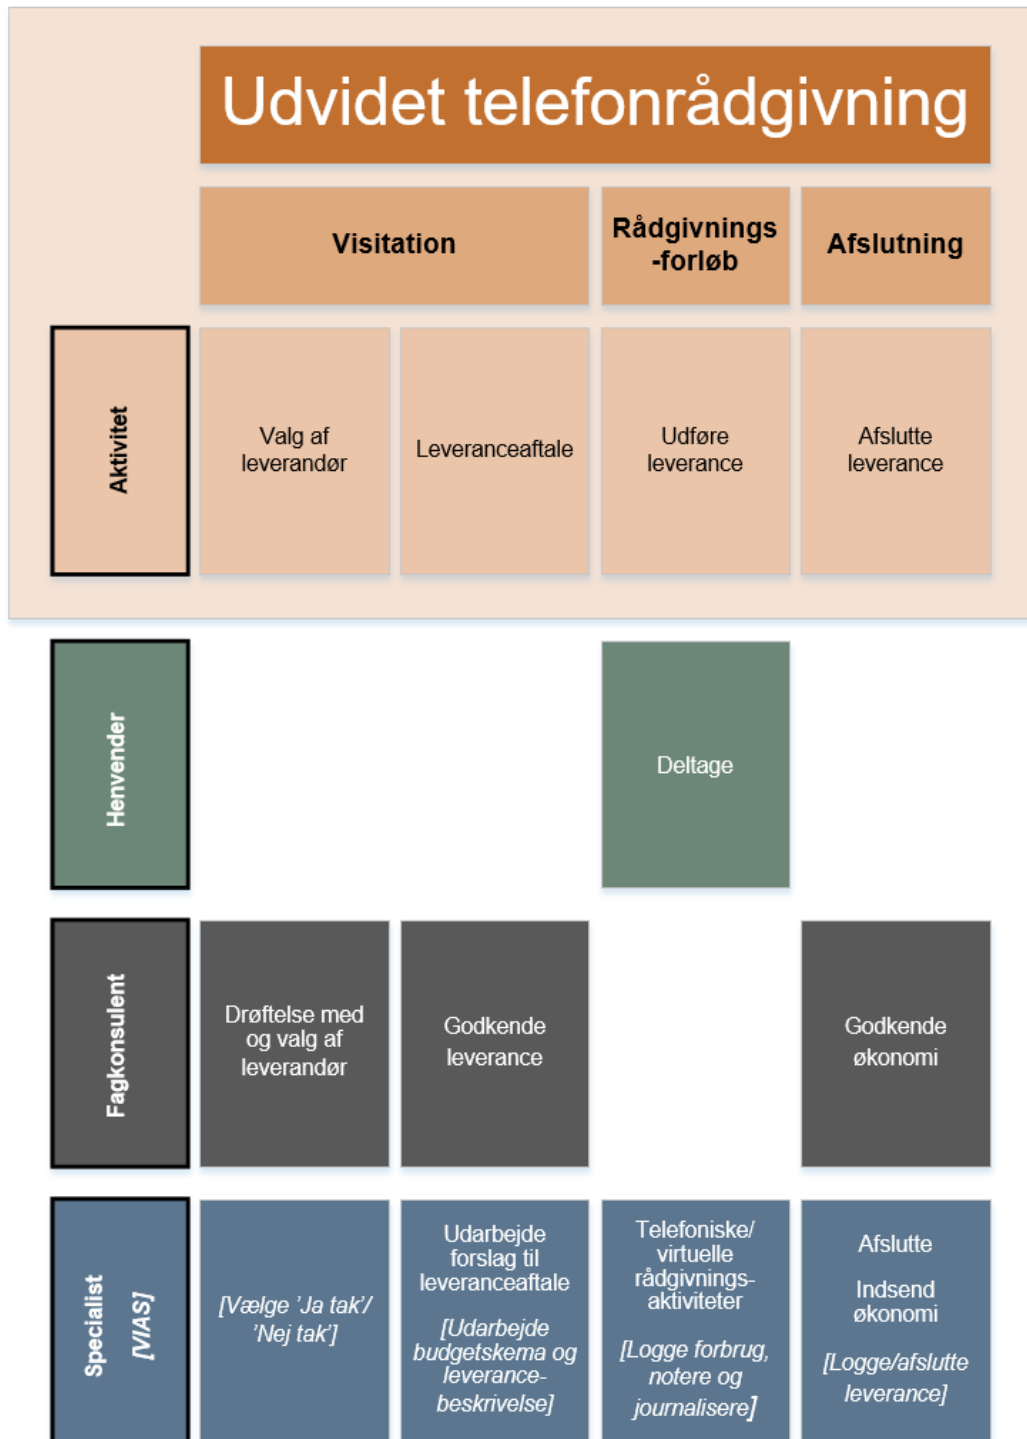 Udvidet telefonrådgivning
Visitation
Rådgivnings
-forløb
Afslutning
Aktivitet
Valg af
leverandør
Leveranceaftale
Udføre
leverance
Afslutte
leverance
Henvender
Deltage
Fagkonsulent
Drøftelse med
og valg af
leverandør
Godkende
leverance
Godkende
økonomi
Specialist
[VIAS]
[Vælge ’Ja tak’/
’Nej tak’]
Udarbejde
forslag til
leveranceaftale
[Udarbejde
budgetskema og
leverance-
beskrivelse]
Telefoniske/
virtuelle
rådgivnings-
aktiviteter
[Logge forbrug,
notere og
journalisere]
Afslutte
Indsend
økonomi
[Logge/afslutte
leverance]